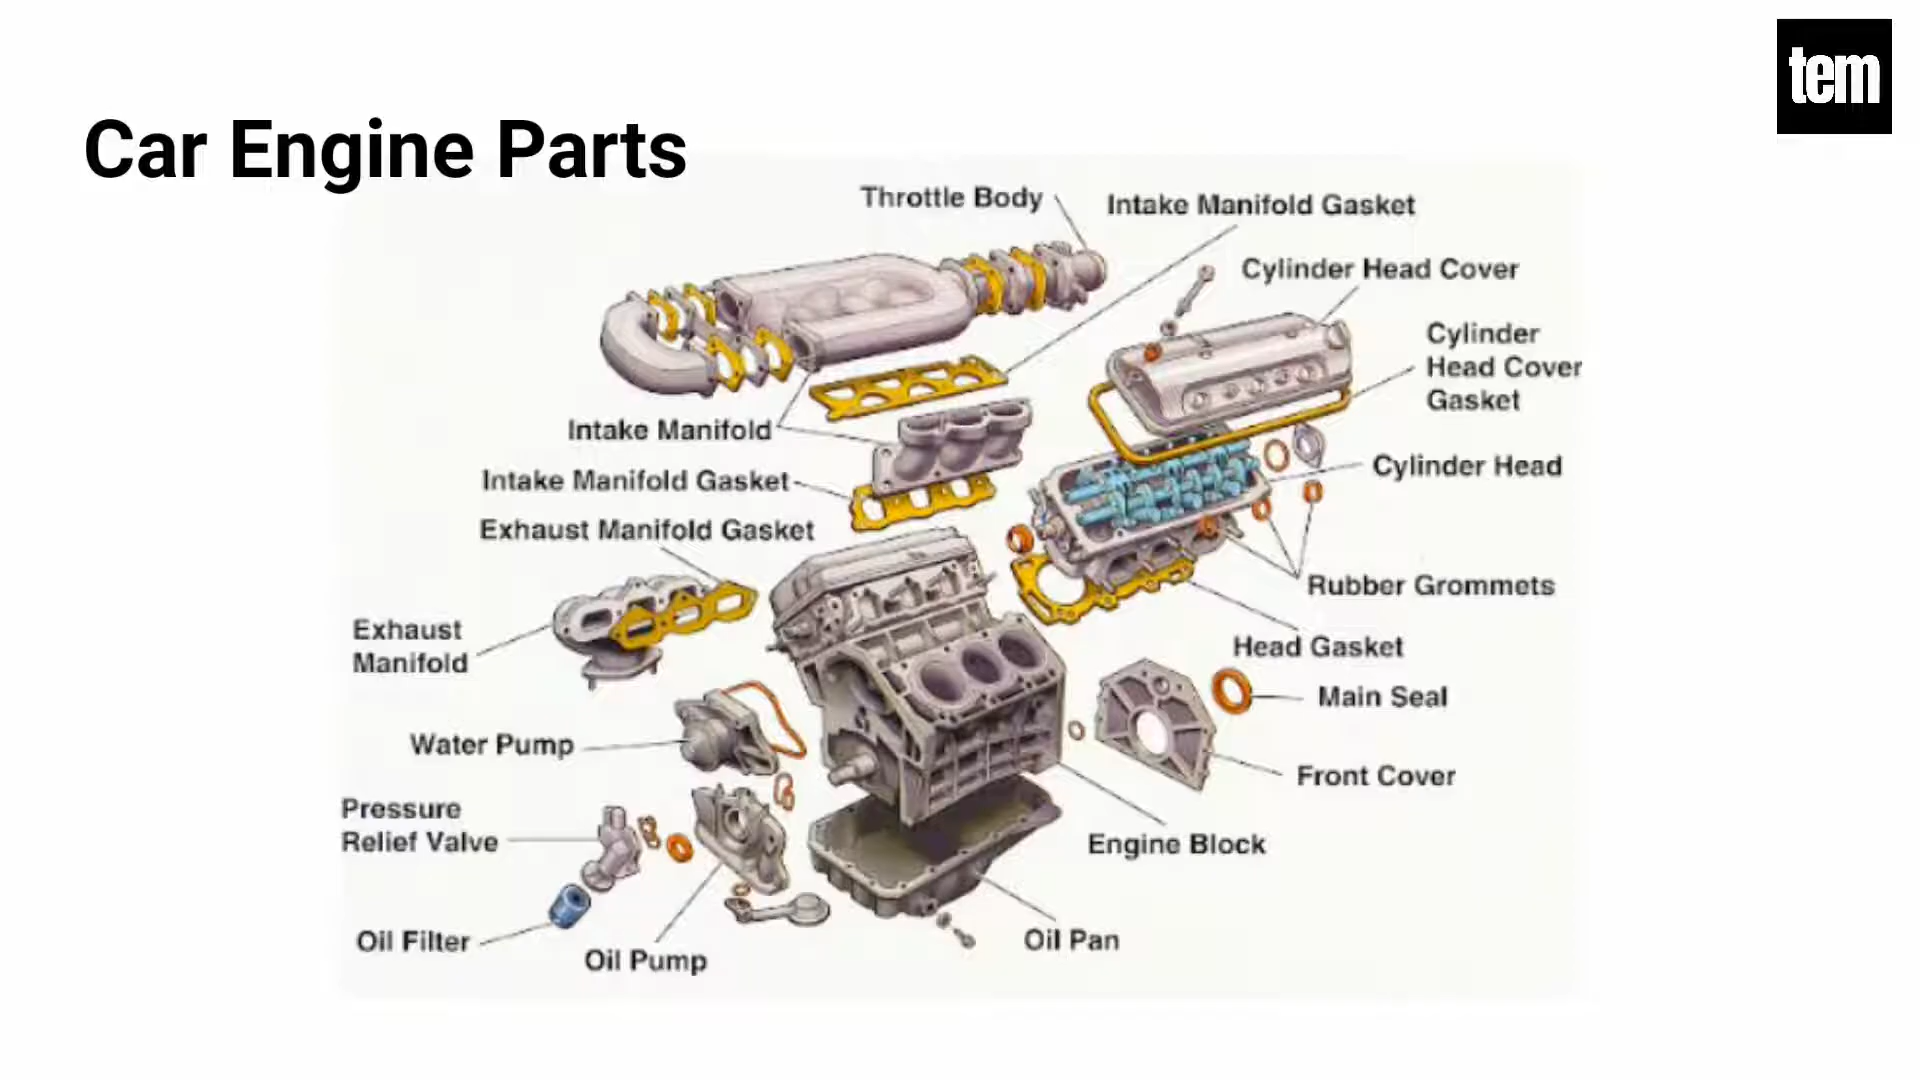 tem
Car Engine Parts
Throttle Body
Intake Manifold Gasket
Cylinder Head Cover
Cylinder
Head Cover
Gasket
Intake Manifold
Cylinder Head
Intake Manifold Gasket
Exhaust Manifold Gasket
Rubber Grommets
Exhaust
Manifold
Head Gasket
Main Seal
Water Pump
Front Cover
Pressure
Relief Valve
Engine Block
Oil Filter
Oil Pump
Oil Pan